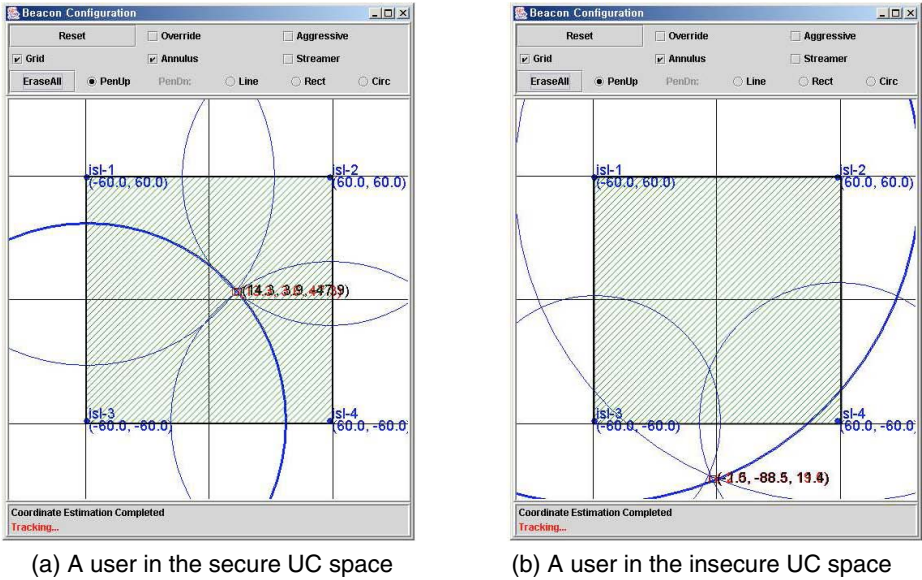 Beacon Configuration
Reset
Override
Aggressive
Grid
Annulus
Streamer
EraseAll
PenUp
PenDn:
Line
Rect
Circ
isl-1
(-60.0, 60.0)
isl-2
(60.0, 60.0)
isl-3
(-60.0, -60.0)
isl-4
(60.0, -60.0)
Coordinate Estimation Completed
Tracking...
(a) A user in the secure UC space
Beacon Configuration
Reset
Override
Aggressive
Grid
Annulus
Streamer
EraseAll
PenUp
PenDn:
Line
Rect
Circ
isl-1
(-60.0, 60.0)
isl-2
(60.0, 60.0)
isl-3
(-60.0, -60.0)
isl-4
(60.0, -60.0)
Coordinate Estimation Completed
Tracking...
(b) A user in the insecure UC space